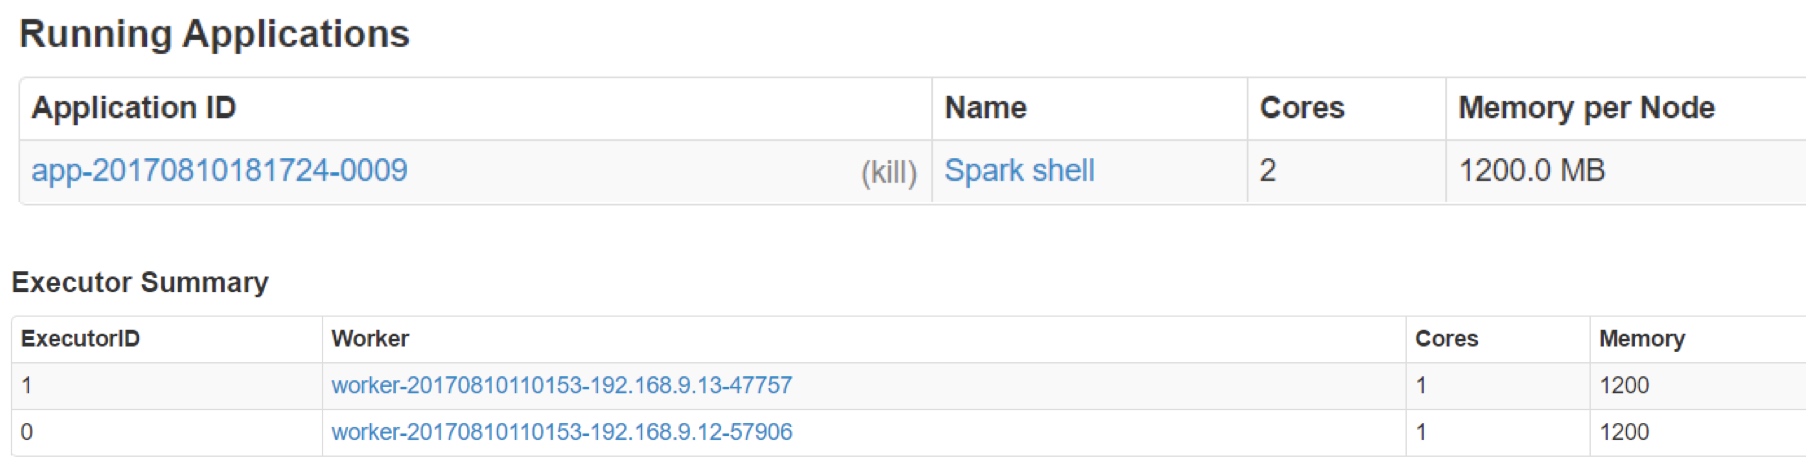 Running Applications
Application ID Name Cores Memory per Node
app-20170810181724-0009 (kill) Spark shell 2 1200.0 MB
Executor Summary
ExecutorID Worker Cores Memory
1 worker-20170810110153-192.168.9.13-47757 1 1200
0 worker-20170810110153-192.168.9.12-57906 1 1200